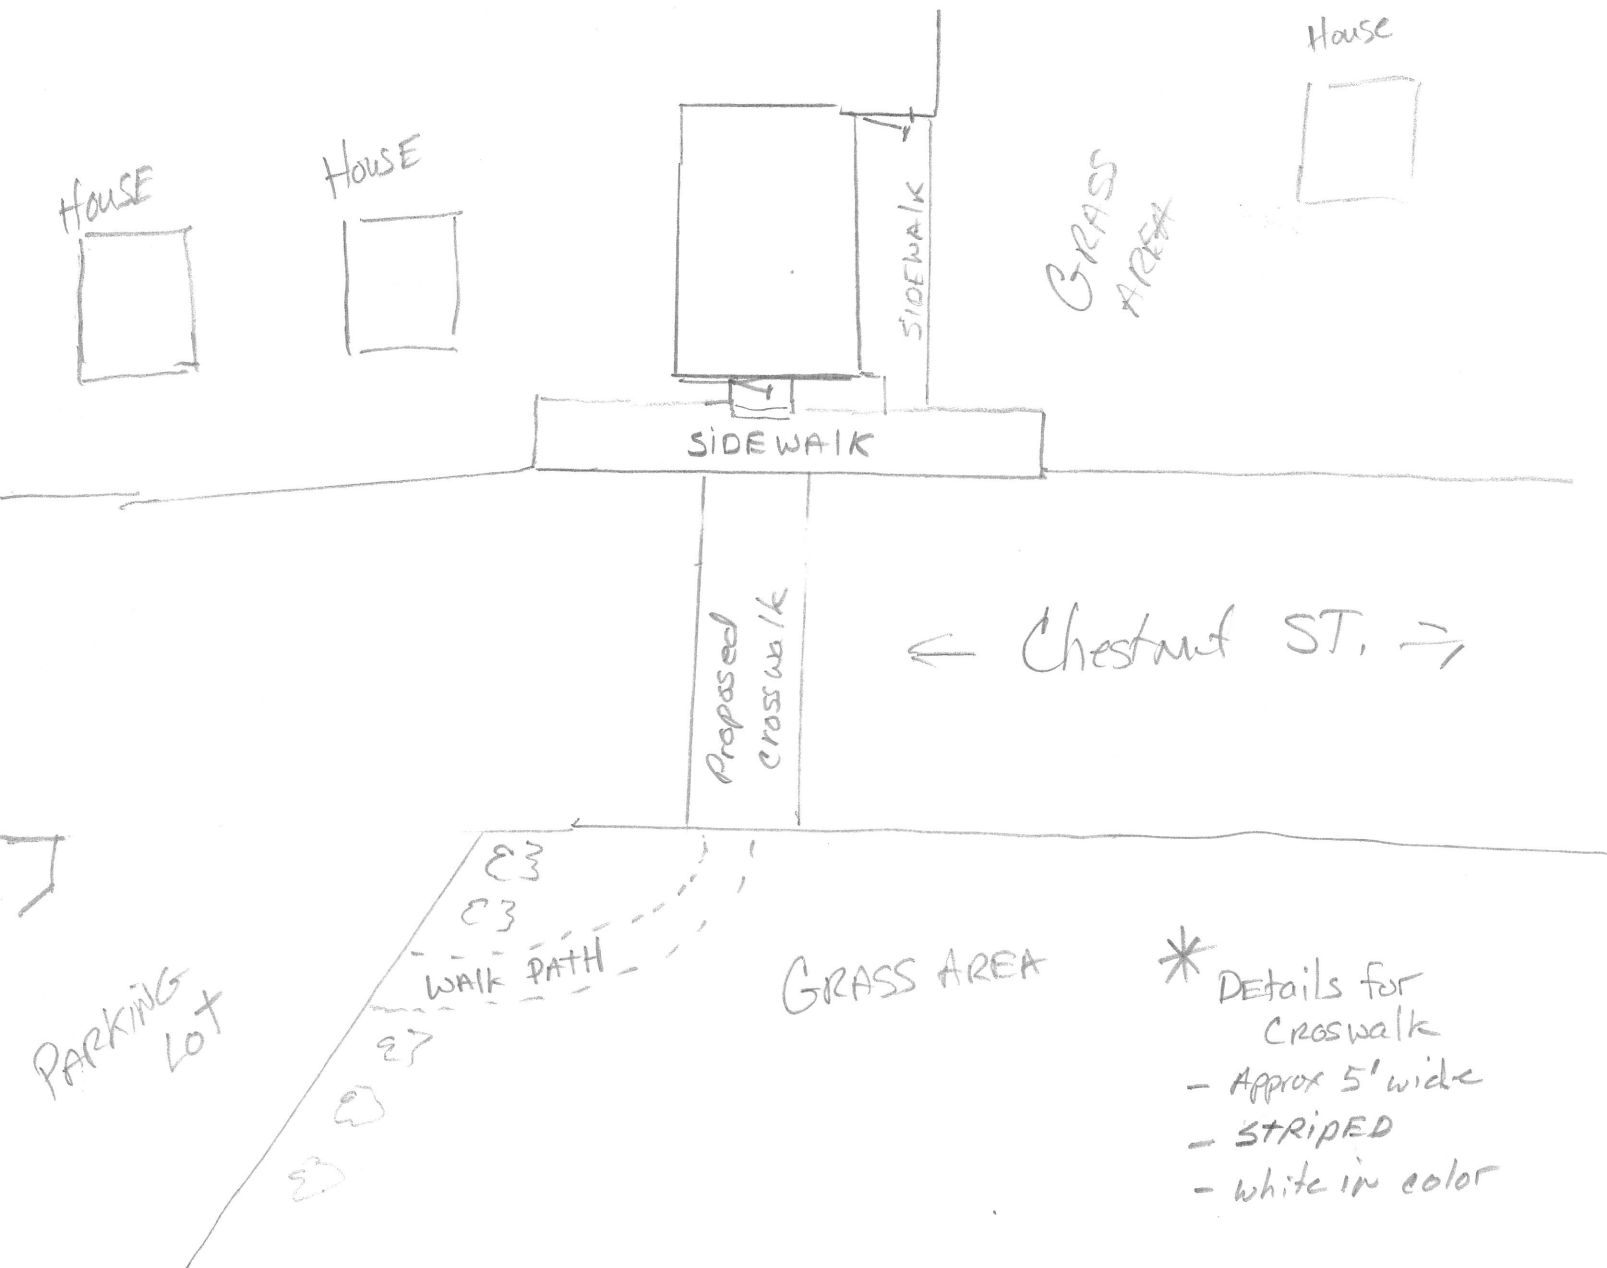 House
HOUSE
HOUSE
SIDEWALK
GRASS
AREA
SIDEWALK
Proposed
crosswalk
← Chestnut ST. →
WALK PATH
GRASS AREA
PARKING
LOT
* DEtails for
CROSWALK
- Approx 5' wide
- STRIPED
- white in color